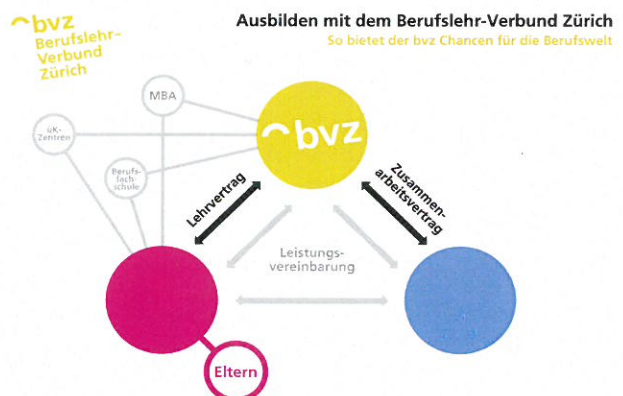 bvz
Berufslehr-
Verbund
Zürich
Ausbilden mit dem Berufslehr-Verbund Zürich
So bietet der bvz Chancen für die Berufswelt
MBA
üK-
Zentren
Berufs-
fach-
schule
bvz
Lehrvertrag
Zusammen-
arbeitsvertrag
Leistungs-
vereinbarung
Eltern